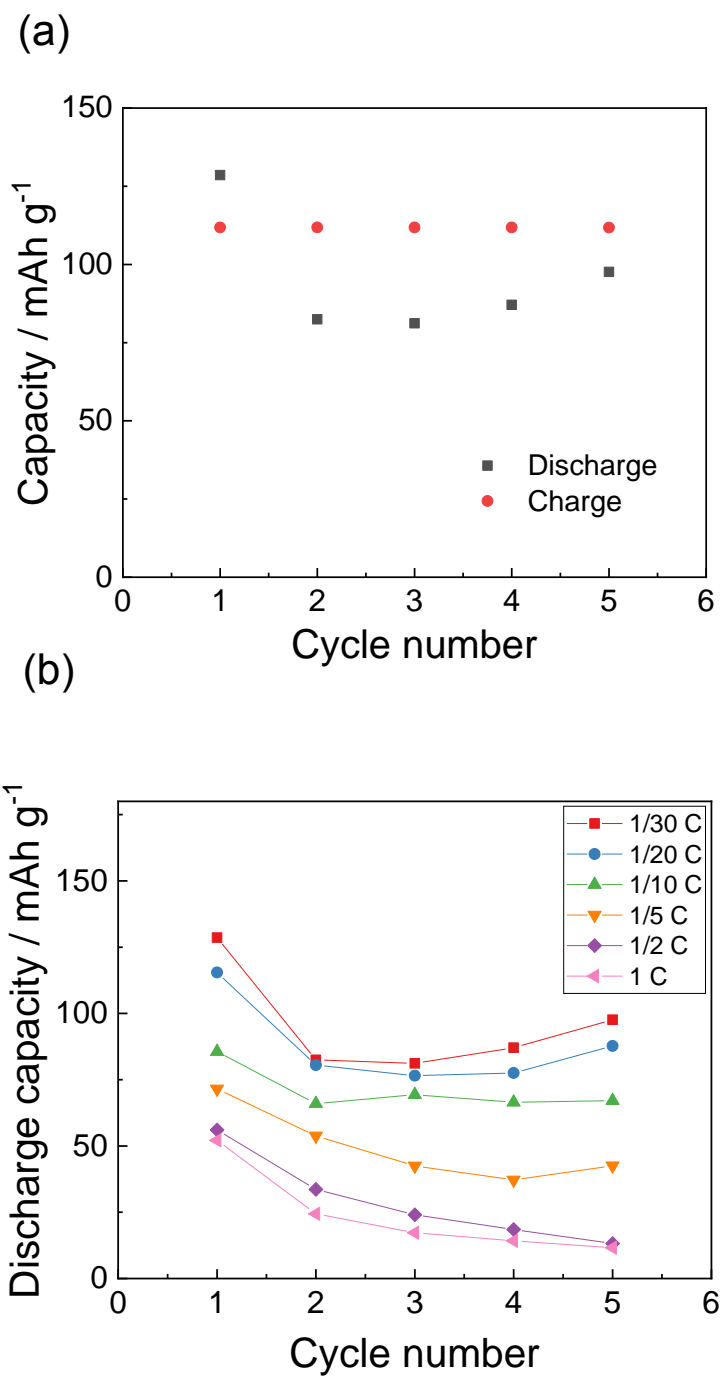 (a)
150
100
50
0
Capacity / mAh g-1
Discharge
Charge
0 1 2 3 4 5 6
Cycle number
(b)
150
100
50
0
Discharge capacity / mAh g-1
1/30 C
1/20 C
1/10 C
1/5 C
1/2 C
1 C
0 1 2 3 4 5 6
Cycle number